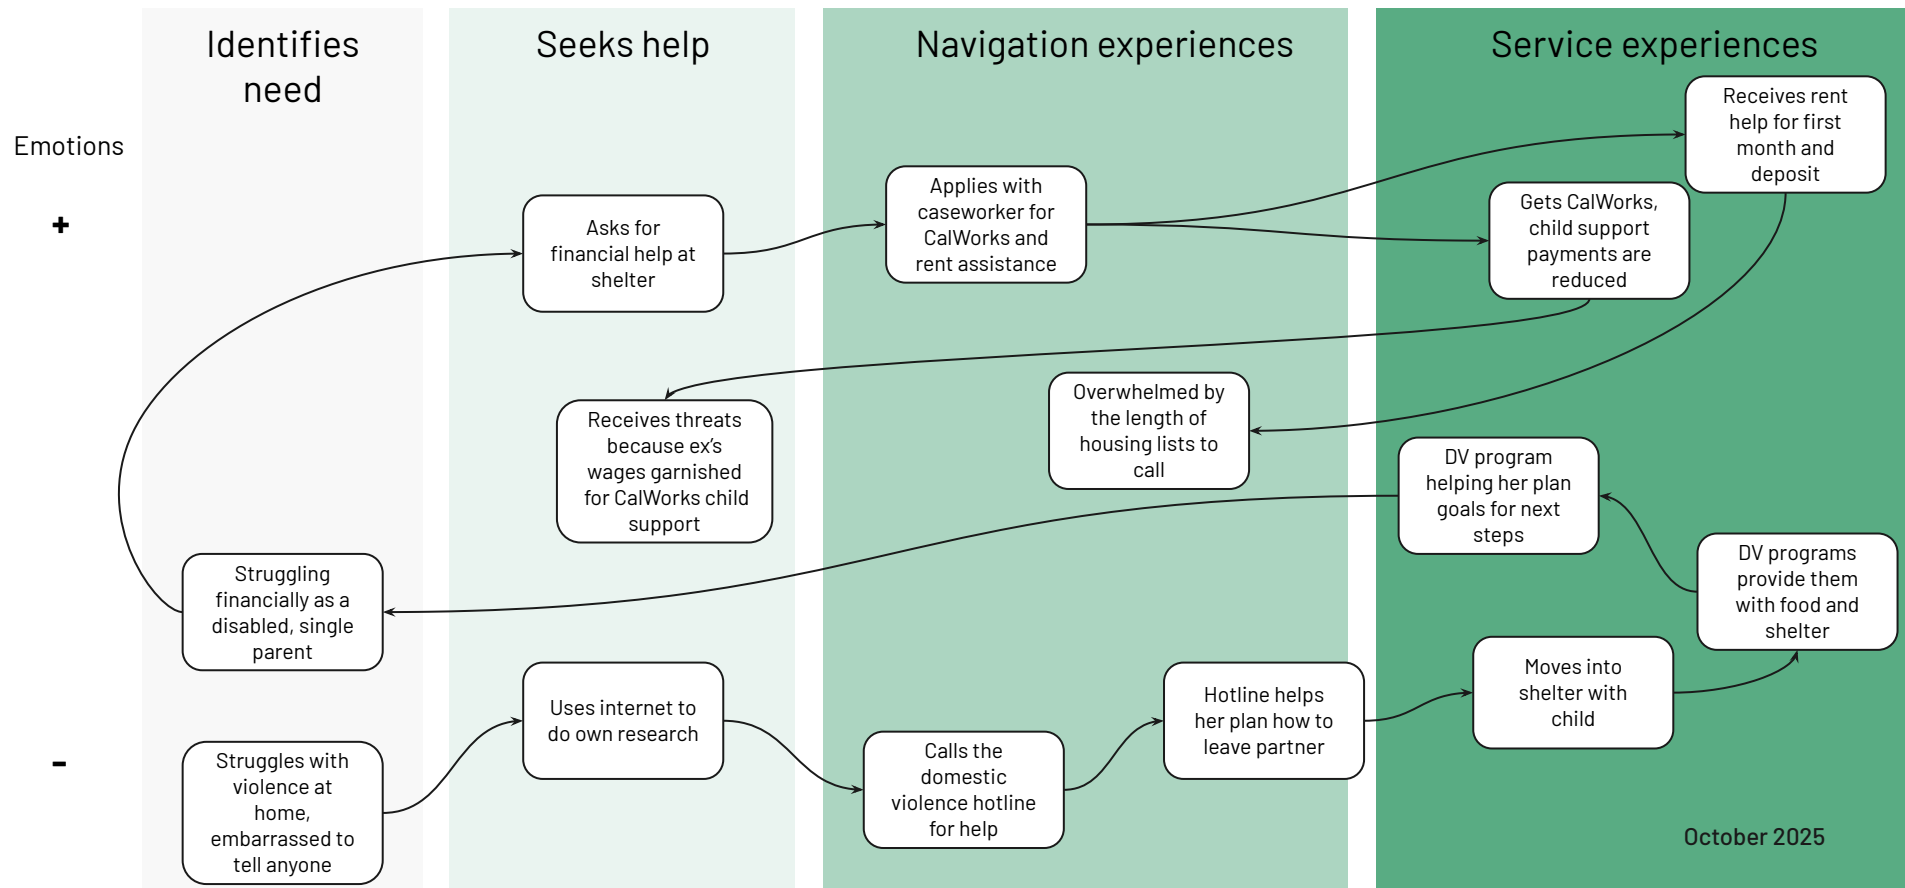 Identifies
need
Seeks help
Navigation experiences
Service experiences
Emotions
+
-
Receives rent
help for first
month and
deposit
Applies with
caseworker for
CalWorks and
rent assistance
Gets CalWorks,
child support
payments are
reduced
Asks for
financial help at
shelter
Receives threats
because ex’s
wages garnished
for CalWorks child
support
Overwhelmed by
the length of
housing lists to
call
DV program
helping her plan
goals for next
steps
DV programs
provide them
with food and
shelter
Struggling
financially as a
disabled, single
parent
Uses internet to
do own research
Hotline helps
her plan how to
leave partner
Moves into
shelter with
child
Struggles with
violence at
home,
embarrassed to
tell anyone
Calls the
domestic
violence hotline
for help
October 2025